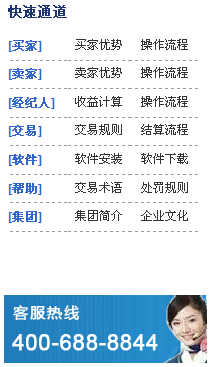 快速通道
[买家] 买家优势 操作流程
[卖家] 卖家优势 操作流程
[经纪人] 收益计算 操作流程
[交易] 交易规则 结算流程
[软件] 软件安装 软件下载
[帮助] 交易术语 处罚规则
[集团] 集团简介 企业文化
客服热线
400-688-8844